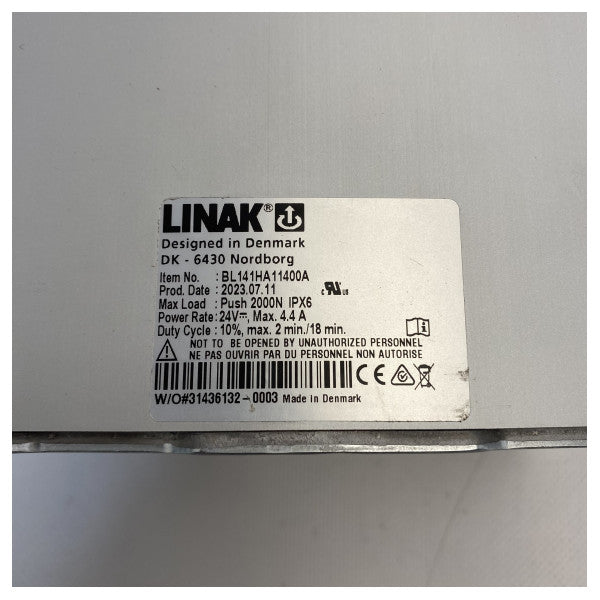 LINAK®
Designed in Denmark
DK - 6430 Nordborg
Item No. : BL141HA11400A
Prod. Date : 2023.07.11
Max Load : Push 2000N IPX6
Power Rate: 24V⎓, Max. 4.4 A
Duty Cycle : 10%, max. 2 min./18 min.
NOT TO BE OPENED BY UNAUTHORIZED PERSONNEL
NE PAS OUVRIR PAR DU PERSONNEL NON AUTORISE
CE
W/O#31436132-0003 Made in Denmark